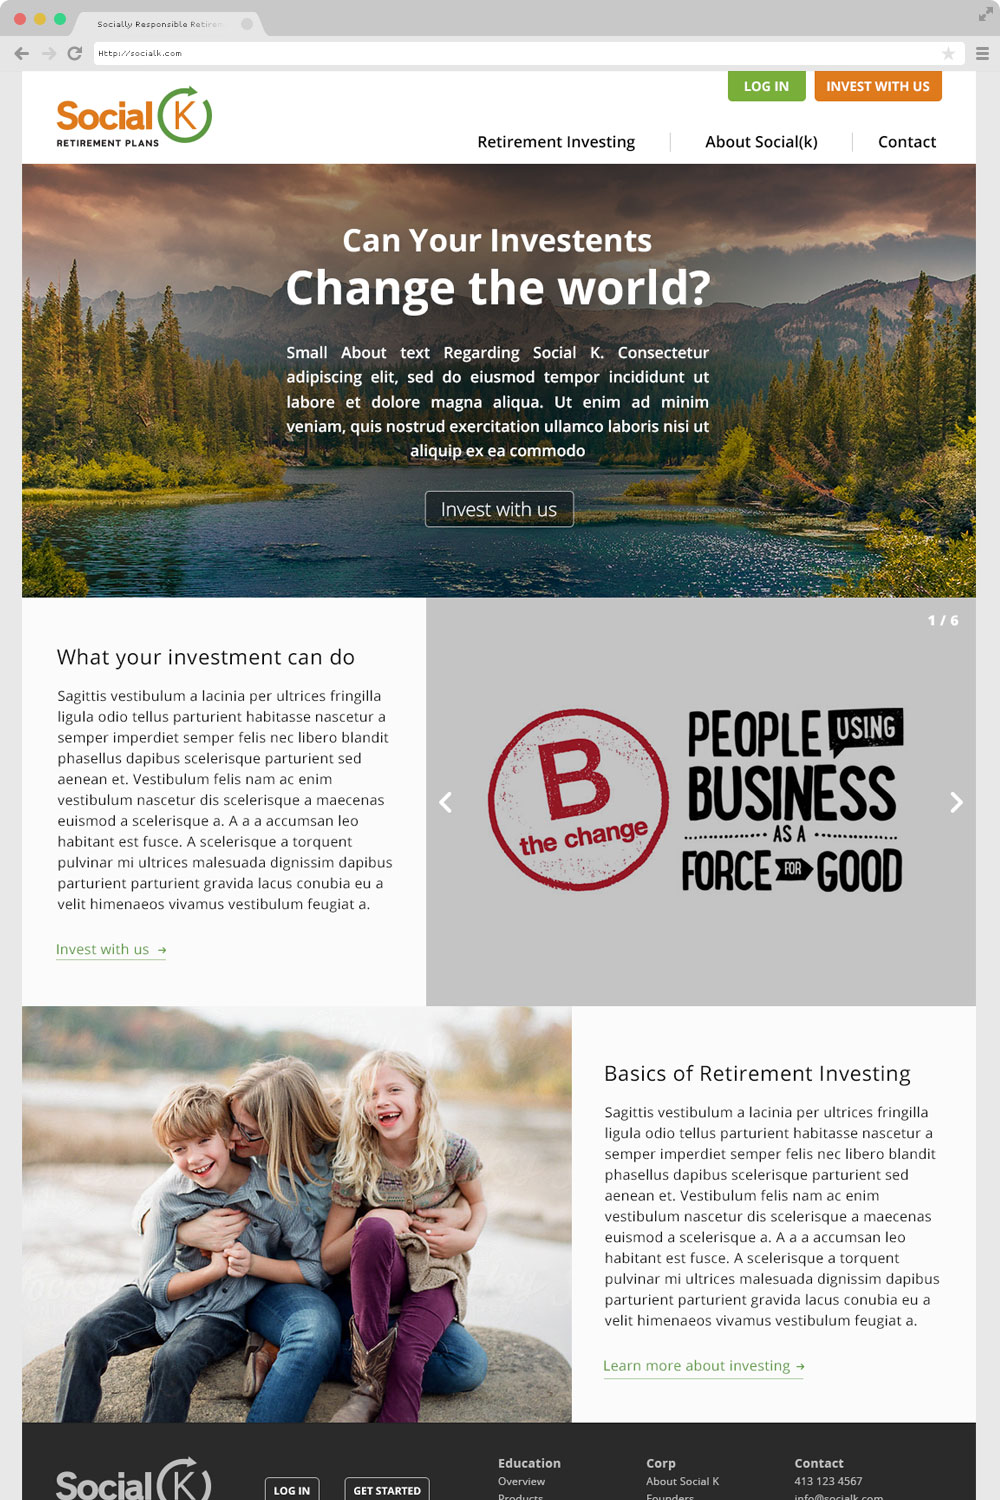 Socially Responsible Retirem
Http://socialk.com
LOG IN
INVEST WITH US
Social K
RETIREMENT PLANS
Retirement Investing
About Social(k)
Contact
Can Your Investents
Change the world?
Small About text Regarding Social K. Consectetur
adipiscing elit, sed do eiusmod tempor incididunt ut
labore et dolore magna aliqua. Ut enim ad minim
veniam, quis nostrud exercitation ullamco laboris nisi ut
aliquip ex ea commodo
Invest with us
What your investment can do
Sagittis vestibulum a lacinia per ultrices fringilla
ligula odio tellus parturient habitasse nascetur a
semper imperdiet semper felis nec libero blandit
phasellus dapibus scelerisque parturient sed
aenean et. Vestibulum felis nam ac enim
vestibulum nascetur dis scelerisque a maecenas
euismod a scelerisque a. A a a accumsan leo
habitant est fusce. A scelerisque a torquent
pulvinar mi ultrices malesuada dignissim dapibus
parturient parturient gravida lacus conubia eu a
velit himenaeos vivamus vestibulum feugiat a.
Invest with us →
1 / 6
B
the change
PEOPLE USING
BUSINESS
AS A
FORCE FOR GOOD
Basics of Retirement Investing
Sagittis vestibulum a lacinia per ultrices fringilla
ligula odio tellus parturient habitasse nascetur a
semper imperdiet semper felis nec libero blandit
phasellus dapibus scelerisque parturient sed
aenean et. Vestibulum felis nam ac enim
vestibulum nascetur dis scelerisque a maecenas
euismod a scelerisque a. A a a accumsan leo
habitant est fusce. A scelerisque a torquent
pulvinar mi ultrices malesuada dignissim dapibus
parturient parturient gravida lacus conubia eu a
velit himenaeos vivamus vestibulum feugiat a.
Learn more about investing →
Social K
LOG IN
GET STARTED
Education
Overview
Products
Corp
About Social K
Founders
Contact
413 123 4567
info@socialk.com